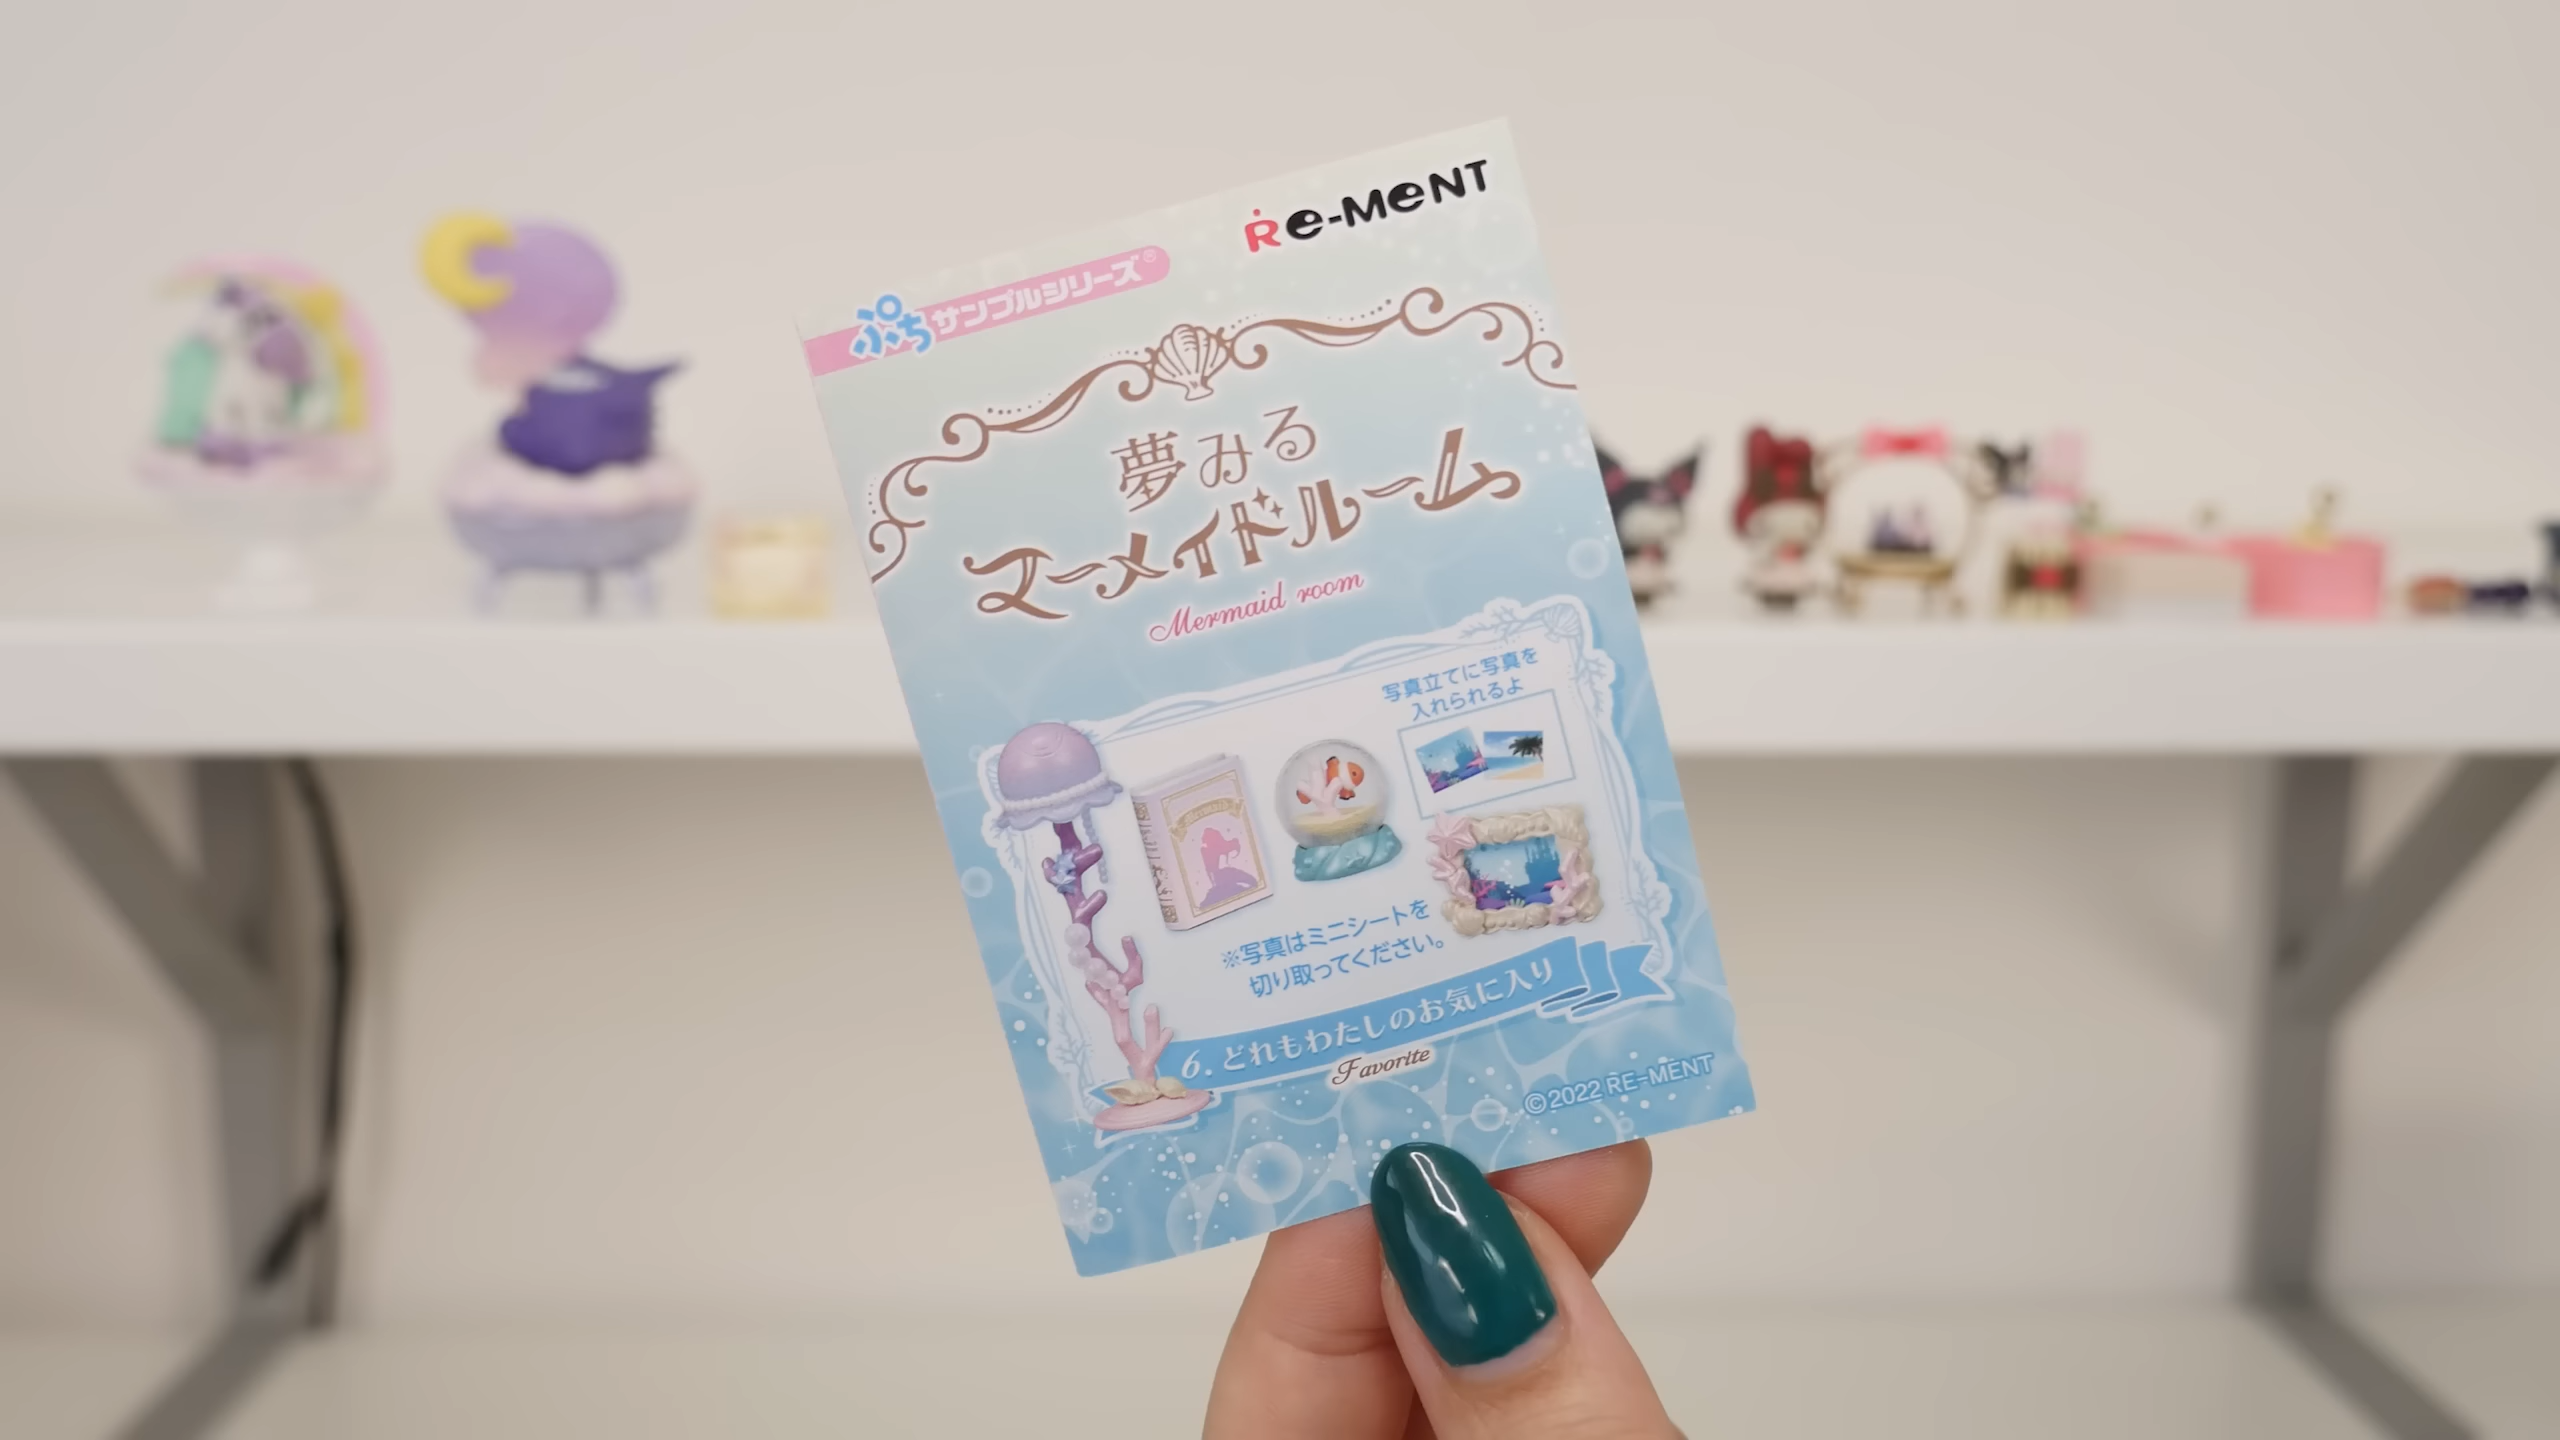 Re-MeNT
ぷちサンプルシリーズ®
夢みる
マーメイドルーム
Mermaid room
写真立てに写真を
入れられるよ
Mermaid
※写真はミニシートを
切り取ってください。
6. どれもわたしのお気に入り
Favorite
©2022 RE-MENT